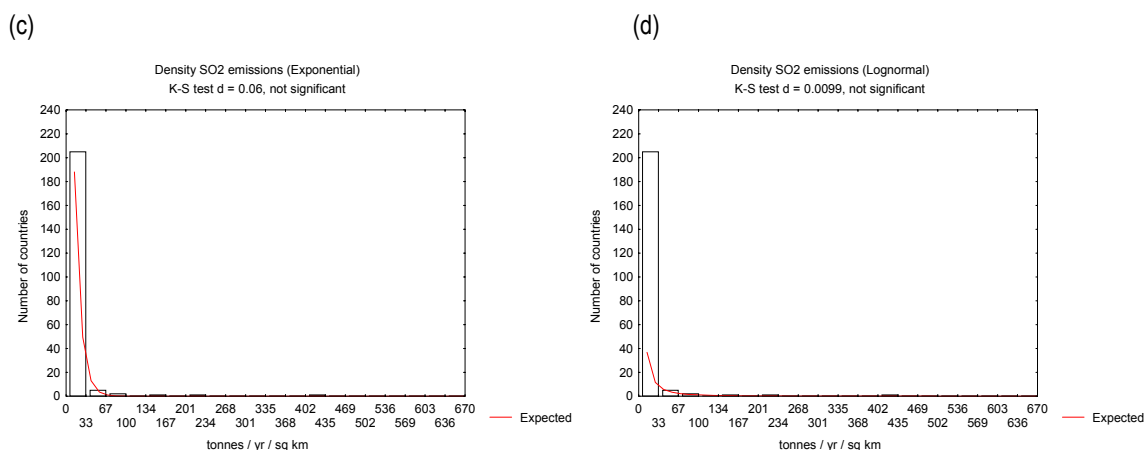 (c)
Density SO2 emissions (Exponential)
K-S test d = 0.06, not significant
Number of countries
240
220
200
180
160
140
120
100
80
60
40
20
0
0 67 134 201 268 335 402 469 536 603 670
33 100 167 234 301 368 435 502 569 636
tonnes / yr / sq km
Expected
(d)
Density SO2 emissions (Lognormal)
K-S test d = 0.0099, not significant
Number of countries
240
220
200
180
160
140
120
100
80
60
40
20
0
0 67 134 201 268 335 402 469 536 603 670
33 100 167 234 301 368 435 502 569 636
tonnes / yr / sq km
Expected